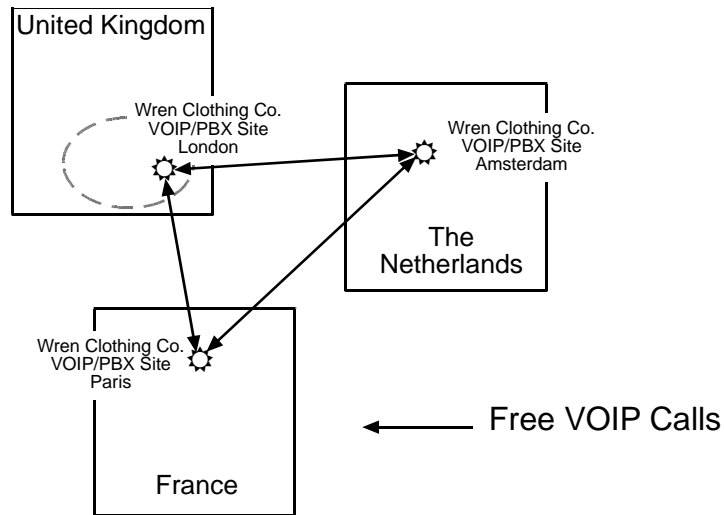 United Kingdom
Wren Clothing Co.
VOIP/PBX Site
London
Wren Clothing Co.
VOIP/PBX Site
Amsterdam
The
Netherlands
Wren Clothing Co.
VOIP/PBX Site
Paris
Free VOIP Calls
France